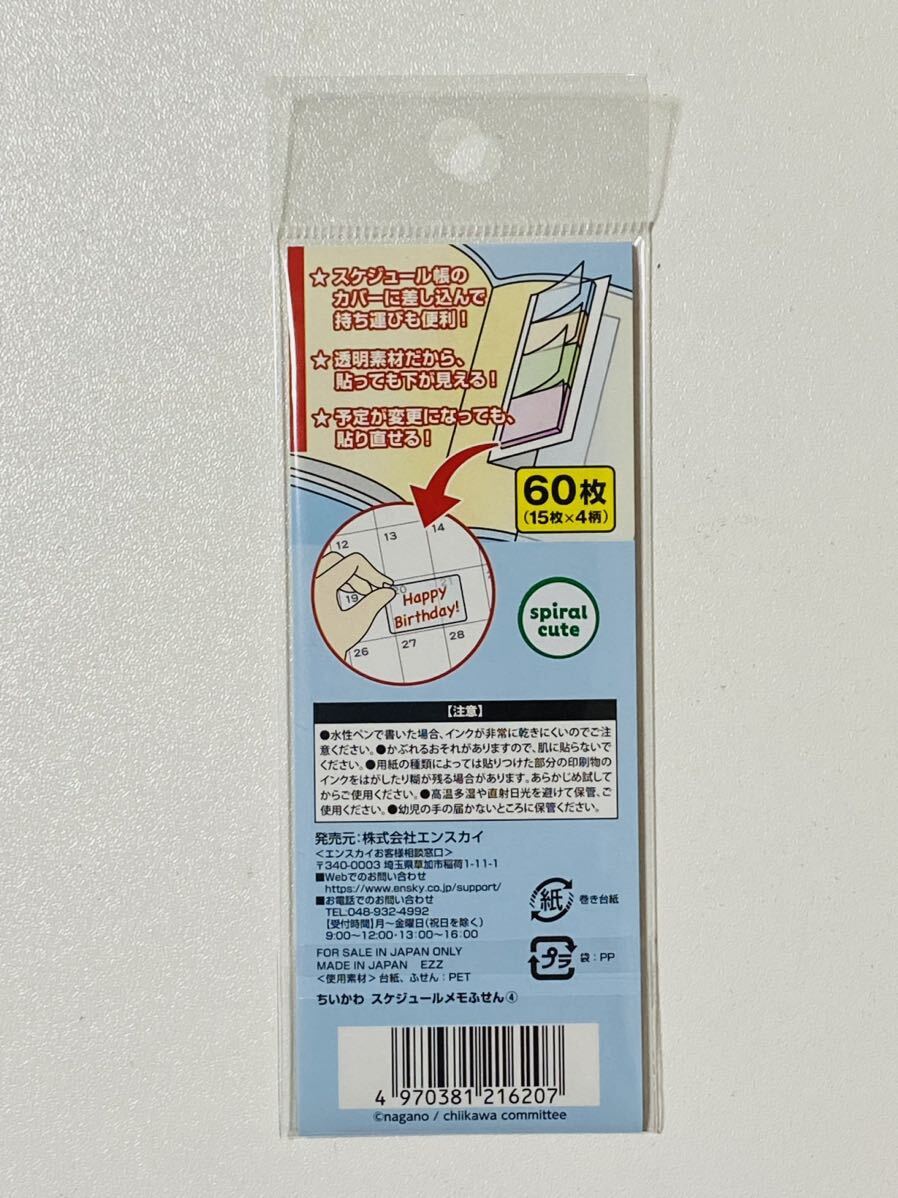 ★スケジュール帳の
カバーに差し込んで
持ち運びも便利!
★透明素材だから、
貼っても下が見える!
★予定が変更になっても、
貼り直せる!
60枚
(15枚×4柄)
12 13 14
19 20 21
Happy
Birthday!
26 27 28
spiral
cute
【注意】
●水性ペンで書いた場合、インクが非常に乾きにくいのでご注
意ください。●かぶれるおそれがありますので、肌に貼らないで
ください。●用紙の種類によっては貼りつけた部分の印刷物の
インクをはがしたり糊が残る場合があります。あらかじめ試して
からご使用ください。●高温多湿や直射日光を避けて保管、ご
使用ください。●幼児の手の届かないところに保管ください。
発売元:株式会社エンスカイ
<エンスカイお客様相談窓口>
〒340-0003 埼玉県草加市稲荷1-11-1
■Webでのお問い合わせ
https://www.ensky.co.jp/support/
■お電話でのお問い合わせ
TEL:048-932-4992
【受付時間】月〜金曜日(祝日を除く)
9:00〜12:00・13:00〜16:00
紙 巻き台紙
FOR SALE IN JAPAN ONLY
MADE IN JAPAN EZZ
<使用素材>台紙、ふせん:PET
プラ 袋:PP
ちいかわ スケジュールメモふせん④
4 970381 216207
©nagano / chiikawa committee